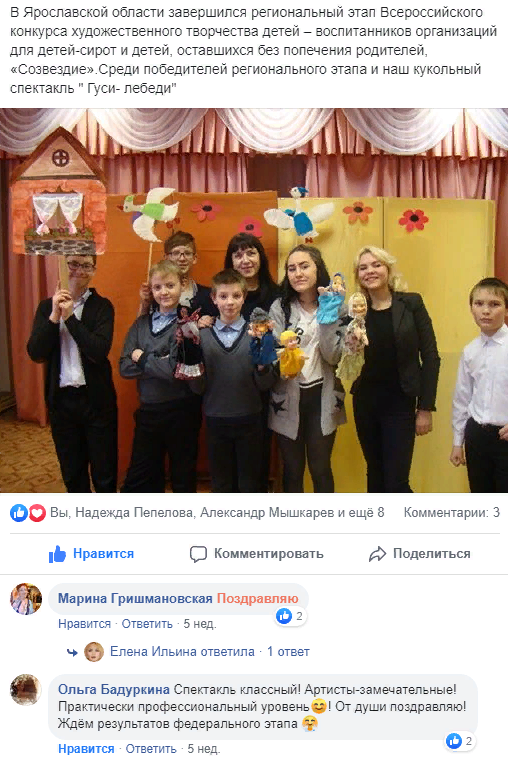 В Ярославской области завершился региональный этап Всероссийского
конкурса художественного творчества детей – воспитанников организаций
для детей-сирот и детей, оставшихся без попечения родителей,
«Созвездие».Среди победителей регионального этапа и наш кукольный
спектакль " Гуси- лебеди"
Вы, Надежда Пепелова, Александр Мышкарев и ещё 8 Комментарии: 3
Нравится Комментировать Поделиться
Марина Гришмановская Поздравляю
2
Нравится · Ответить · 5 нед.
Елена Ильина ответила · 1 ответ
Ольга Бадуркина Спектакль классный! Артисты-замечательные!
Практически профессиональный уровень😄! От души поздравляю!
Ждём результатов федерального этапа 😤
2
Нравится · Ответить · 5 нед.